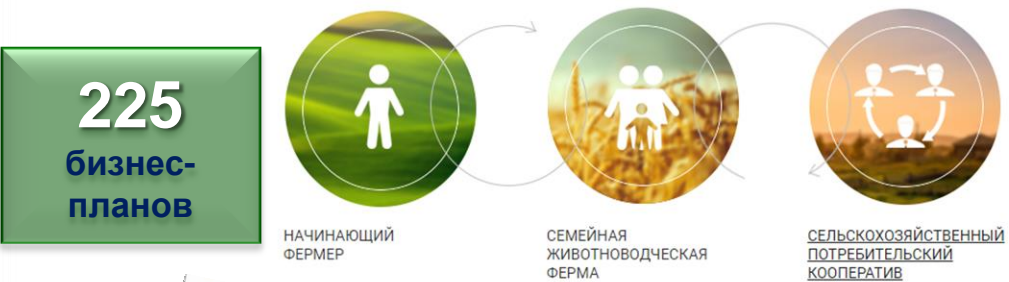 225
бизнес-
планов
НАЧИНАЮЩИЙ
ФЕРМЕР
СЕМЕЙНАЯ
ЖИВОТНОВОДЧЕСКАЯ
ФЕРМА
СЕЛЬСКОХОЗЯЙСТВЕННЫЙ
ПОТРЕБИТЕЛЬСКИЙ
КООПЕРАТИВ